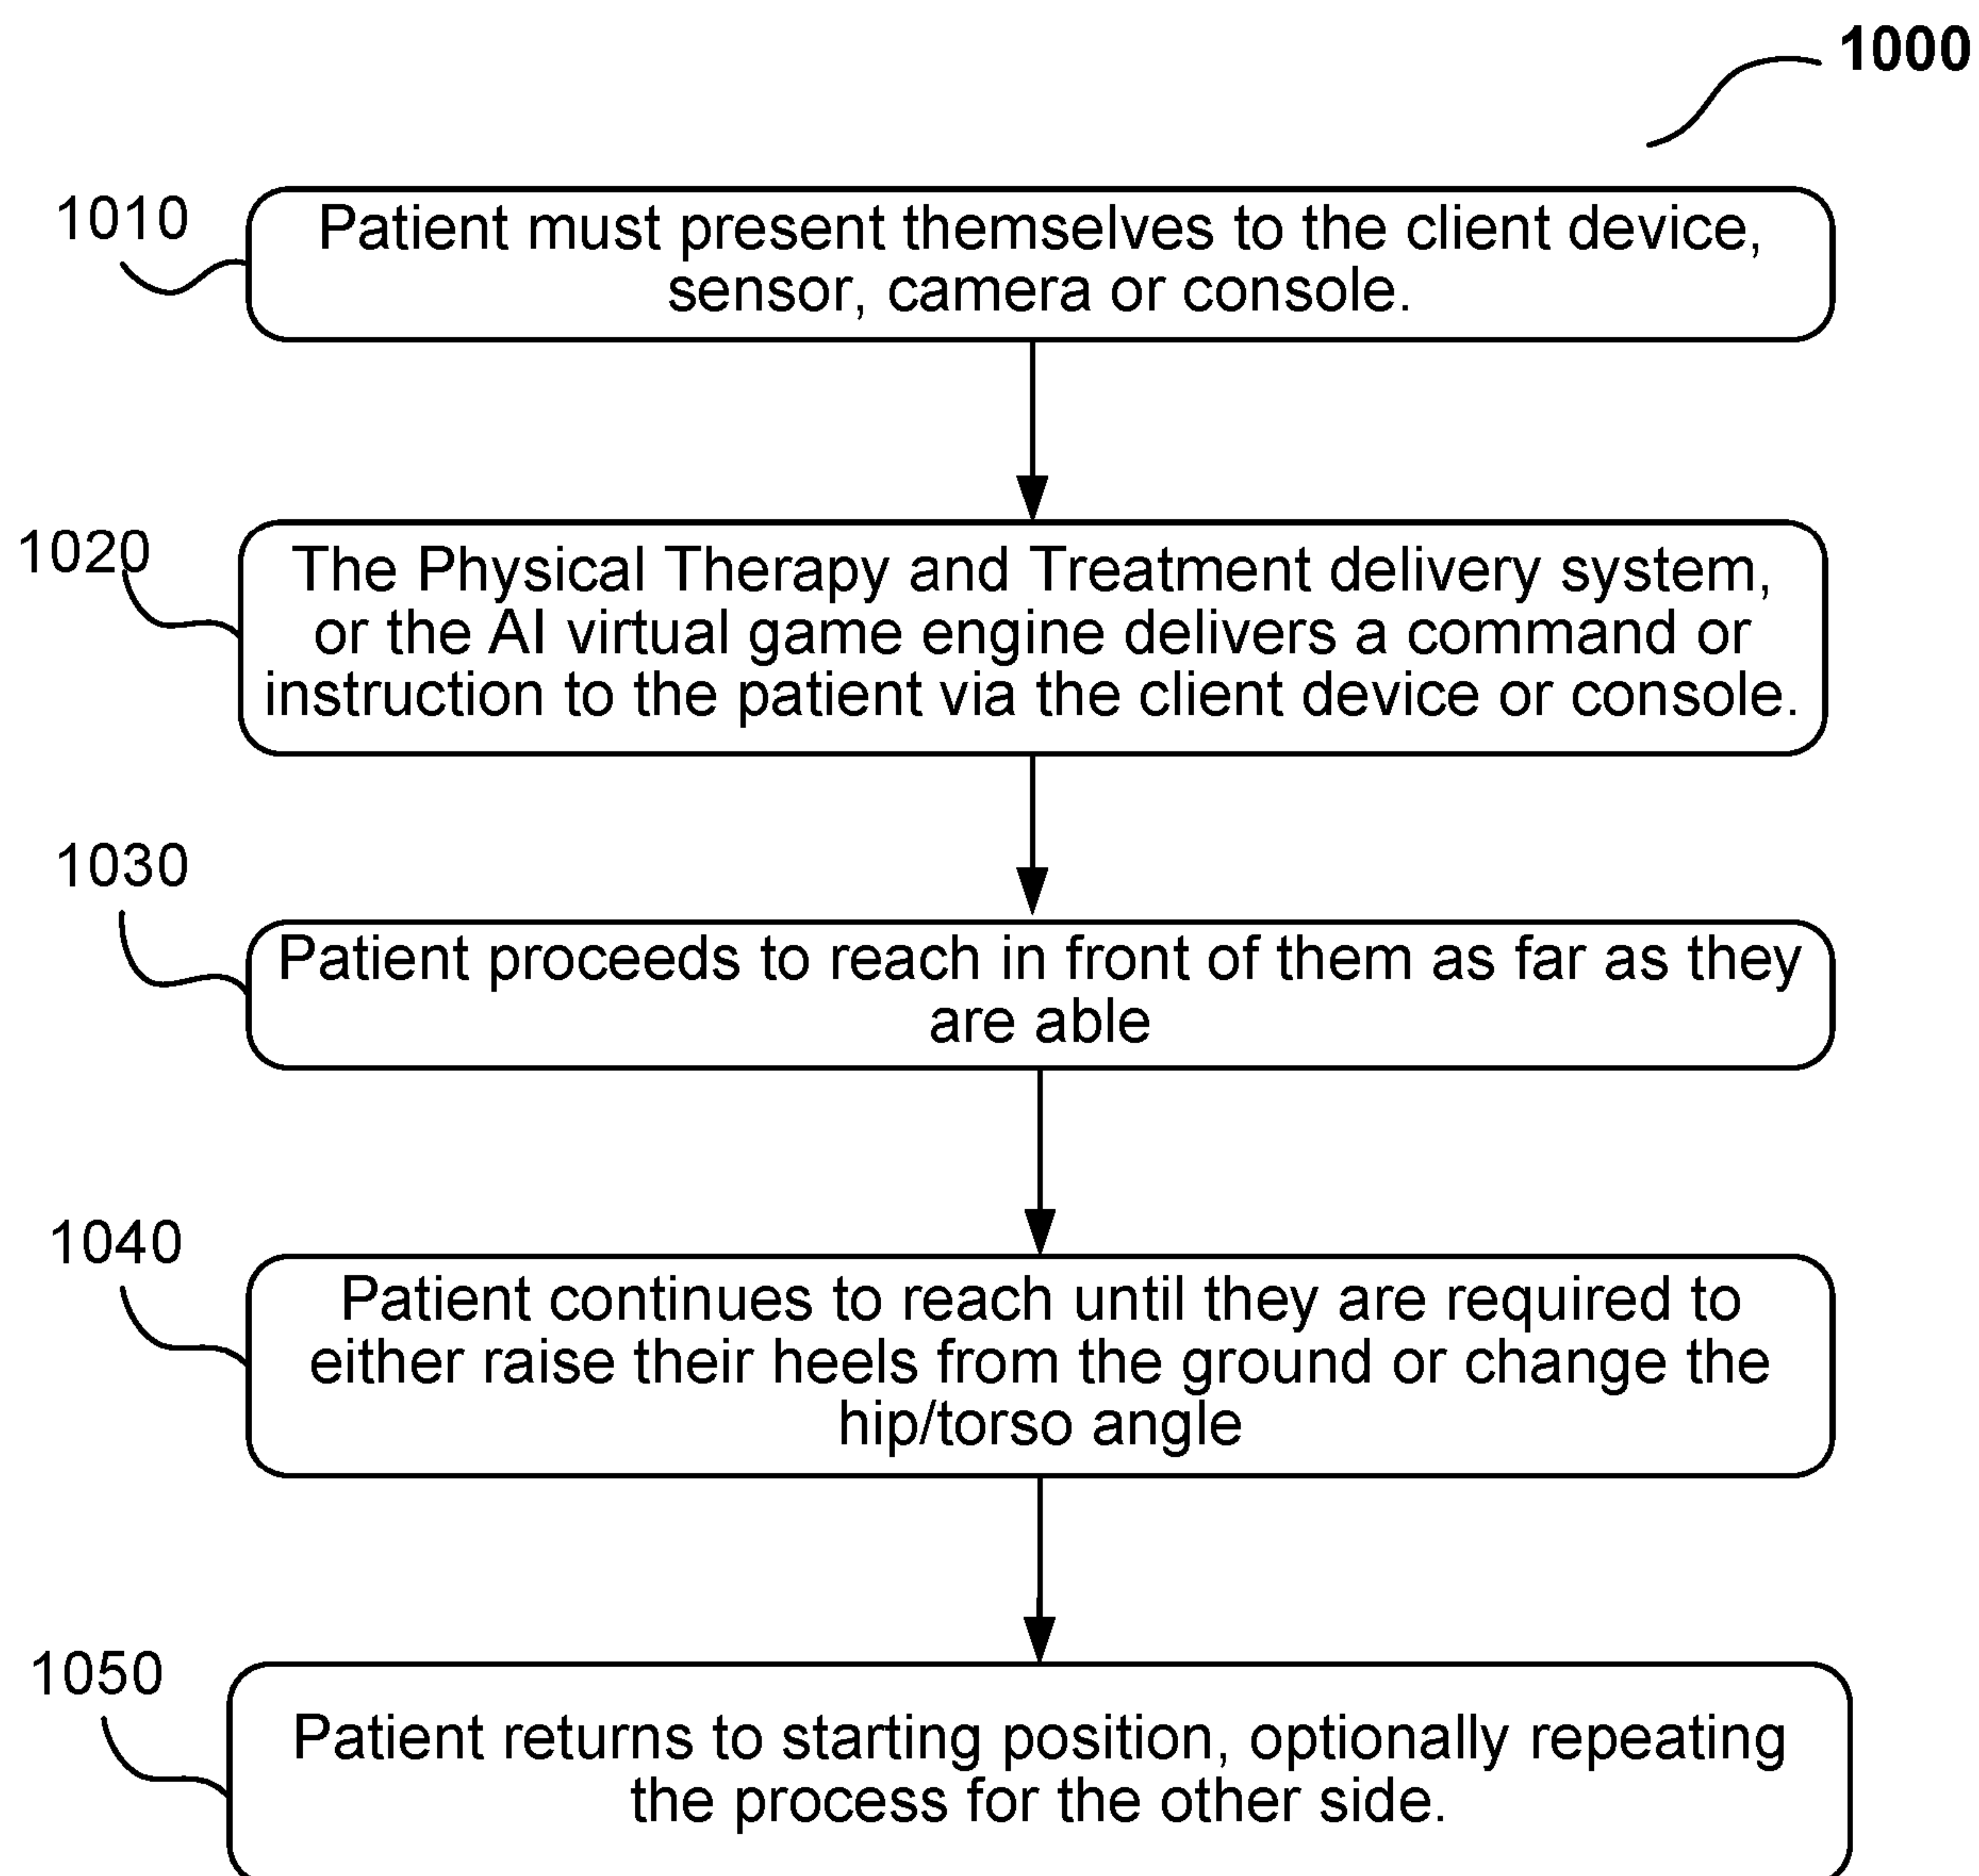 1000
1010
Patient must present themselves to the client device,
sensor, camera or console.
1020
The Physical Therapy and Treatment delivery system,
or the AI virtual game engine delivers a command or
instruction to the patient via the client device or console.
1030
Patient proceeds to reach in front of them as far as they
are able
1040
Patient continues to reach until they are required to
either raise their heels from the ground or change the
hip/torso angle
1050
Patient returns to starting position, optionally repeating
the process for the other side.